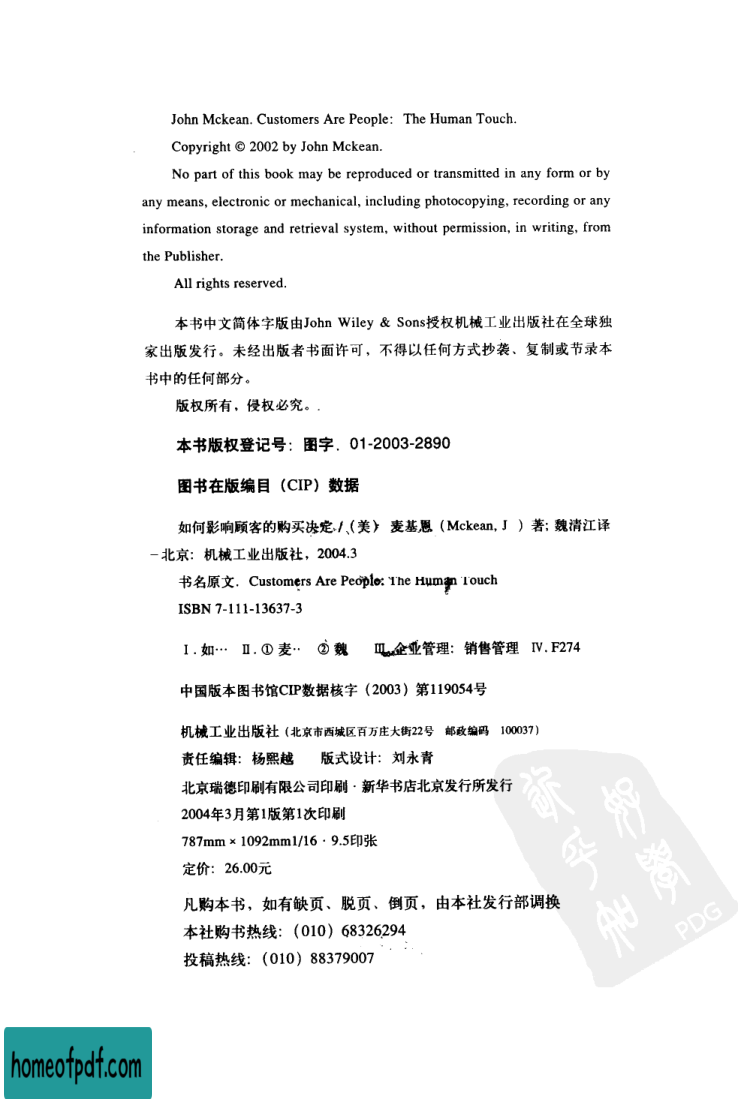 John Mckean. Customers Are People: The Human Touch.
Copyright © 2002 by John Mckean.
No part of this book may be reproduced or transmitted in any form or by
any means, electronic or mechanical, including photocopying, recording or any
information storage and retrieval system, without permission, in writing, from
the Publisher.
All rights reserved.
本书中文简体字版由John Wiley & Sons授权机械工业出版社在全球独
家出版发行。未经出版者书面许可，不得以任何方式抄袭、复制或节录本
书中的任何部分。
版权所有，侵权必究。
本书版权登记号：图字．01-2003-2890
图书在版编目（CIP）数据
如何影响顾客的购买决定/（美）麦基恩（Mckean, J ）著；魏清江译
－北京：机械工业出版社，2004.3
书名原文．Customers Are People: The Human Touch
ISBN 7-111-13637-3
Ⅰ.如… Ⅱ.①麦‥ ②魏 Ⅲ.企业管理：销售管理 Ⅳ.F274
中国版本图书馆CIP数据核字（2003）第119054号
机械工业出版社（北京市西城区百万庄大街22号 邮政编码 100037）
责任编辑：杨熙越 版式设计：刘永青
北京瑞德印刷有限公司印刷·新华书店北京发行所发行
2004年3月第1版第1次印刷
787mm × 1092mm1/16 · 9.5印张
定价：26.00元
凡购本书，如有缺页、脱页、倒页，由本社发行部调换
本社购书热线：（010）68326294
投稿热线：（010）88379007
PDG
homeofpdf.com